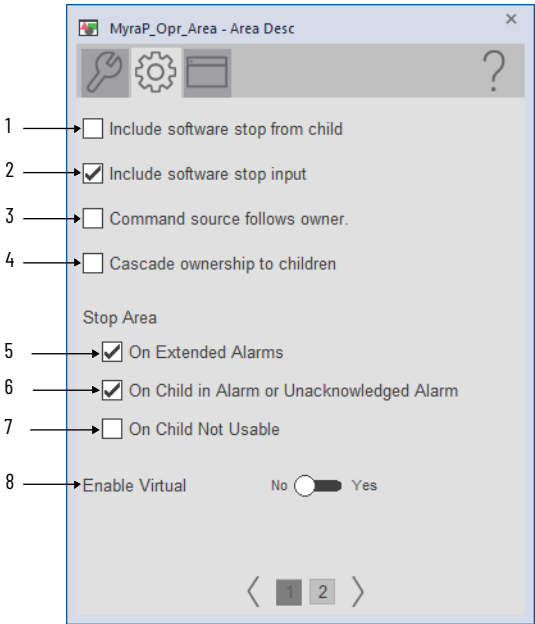 MyraP_Opr_Area - Area Desc
1 Include software stop from child
2 Include software stop input
3 Command source follows owner.
4 Cascade ownership to children
Stop Area
5 On Extended Alarms
6 On Child in Alarm or Unacknowledged Alarm
7 On Child Not Usable
8 Enable Virtual No Yes
1 2